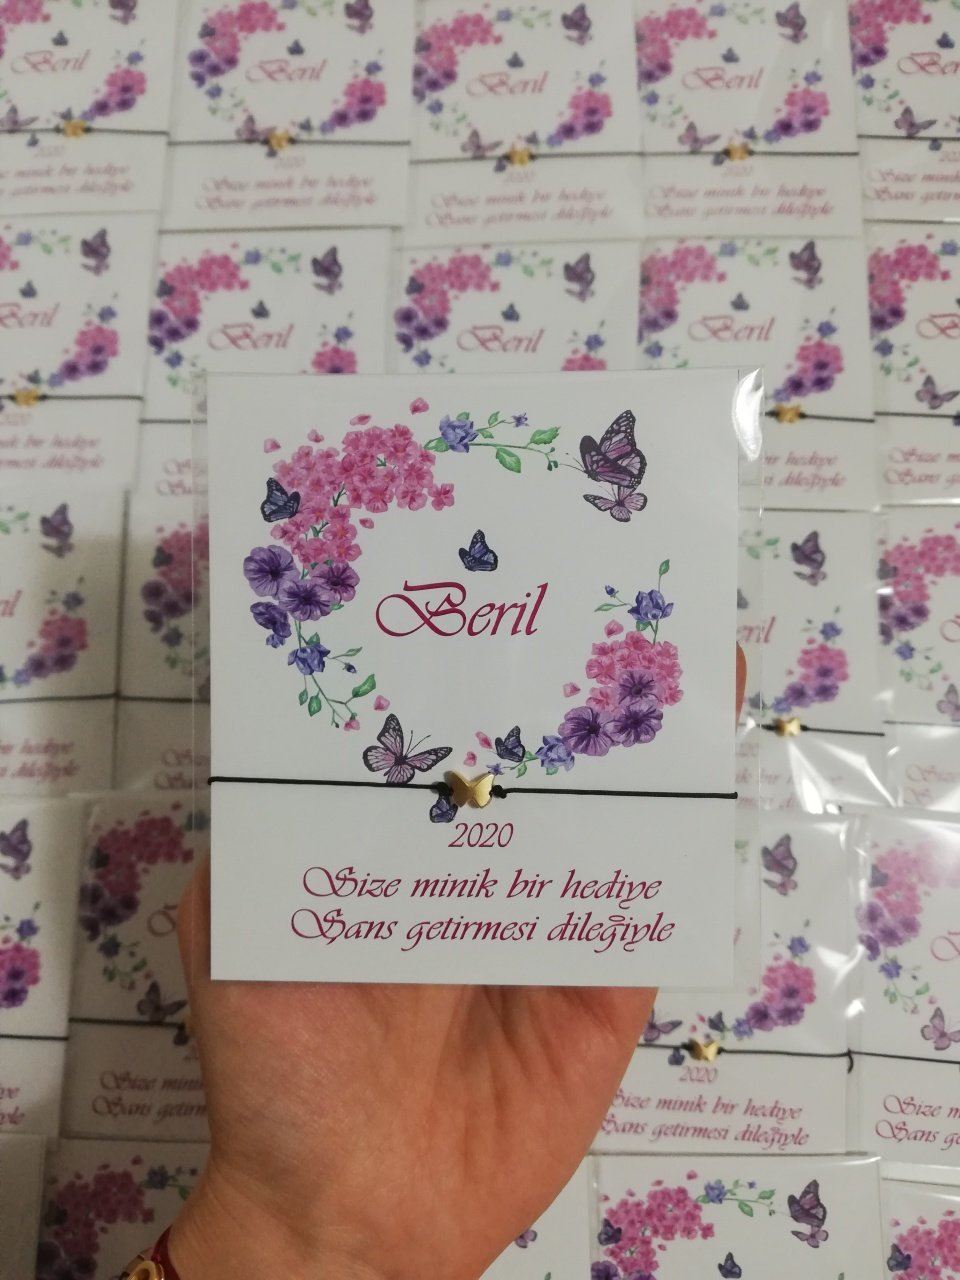 Beril
2020
Size minik bir hediye
Şans getirmesi dileğiyle